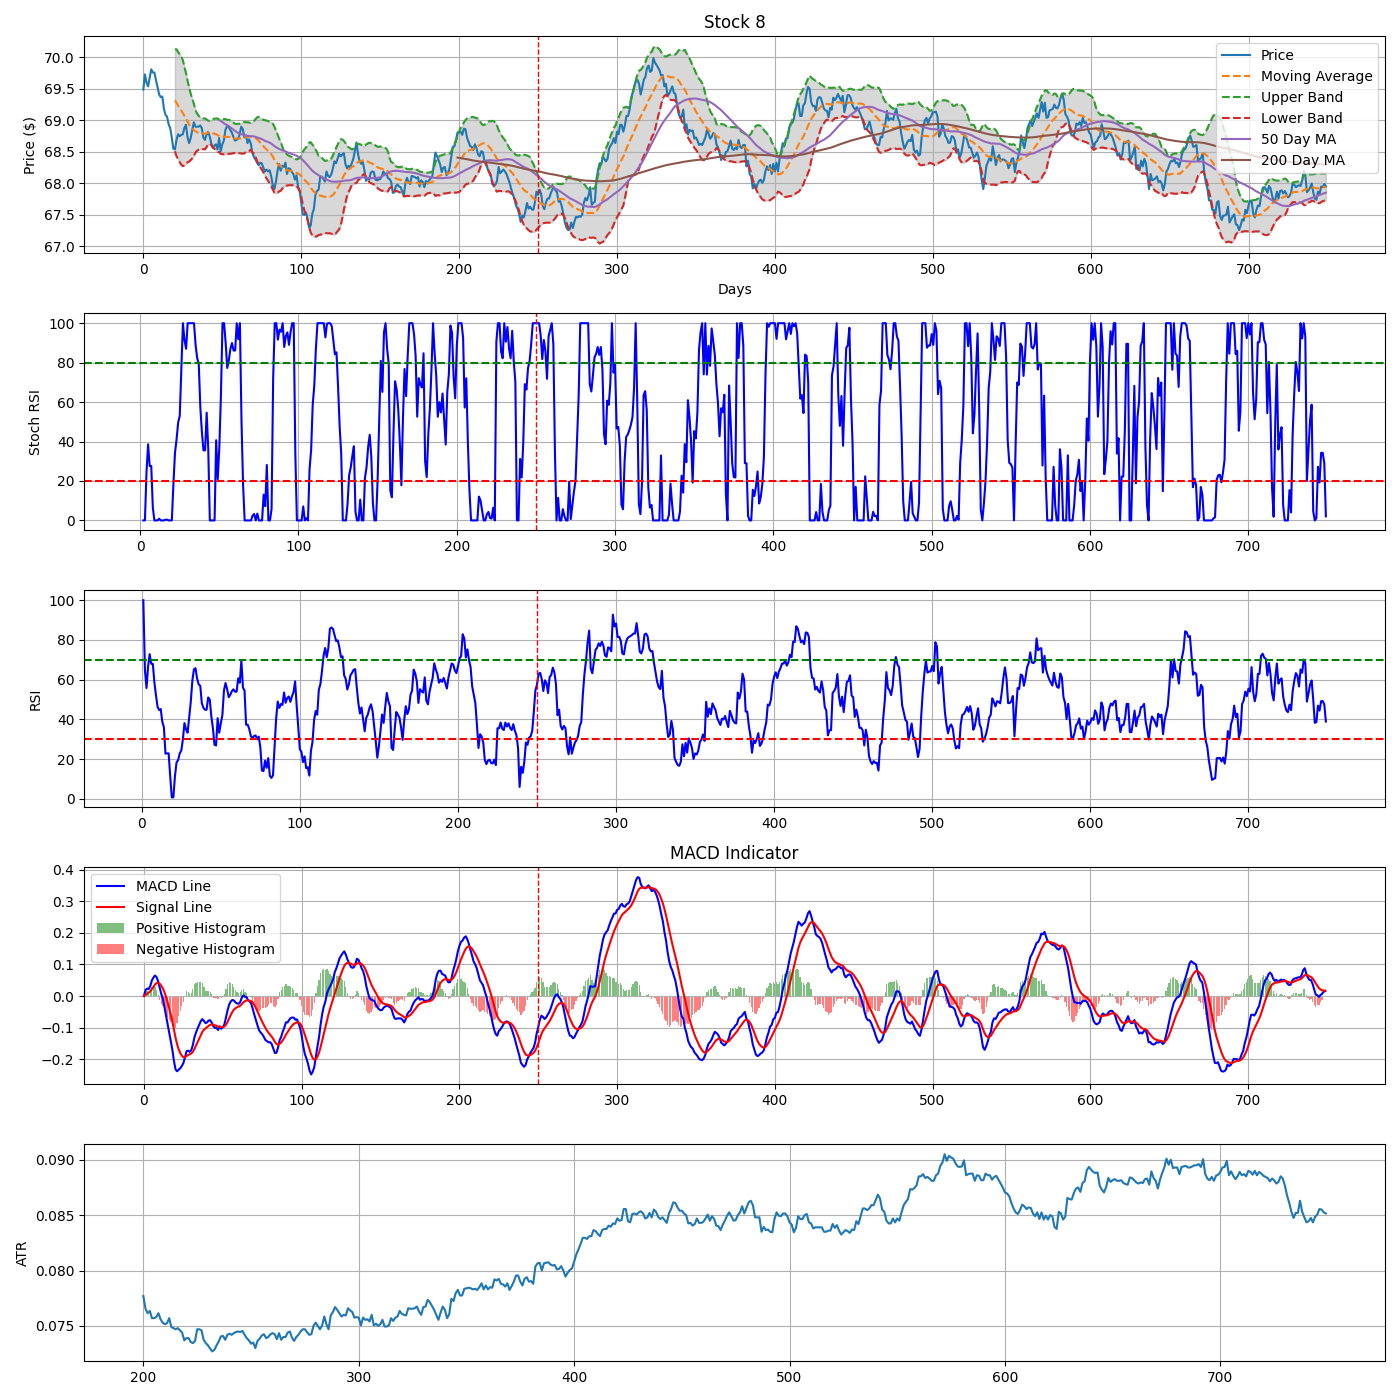 Stock 8
Price ($)
70.0
69.5
69.0
68.5
68.0
67.5
67.0
Price
Moving Average
Upper Band
Lower Band
50 Day MA
200 Day MA
0 100 200 300 400 500 600 700
Days
Stoch RSI
100
80
60
40
20
0
0 100 200 300 400 500 600 700
RSI
100
80
60
40
20
0
0 100 200 300 400 500 600 700
MACD Indicator
0.4
0.3
0.2
0.1
0.0
−0.1
−0.2
MACD Line
Signal Line
Positive Histogram
Negative Histogram
0 100 200 300 400 500 600 700
ATR
0.090
0.085
0.080
0.075
200 300 400 500 600 700